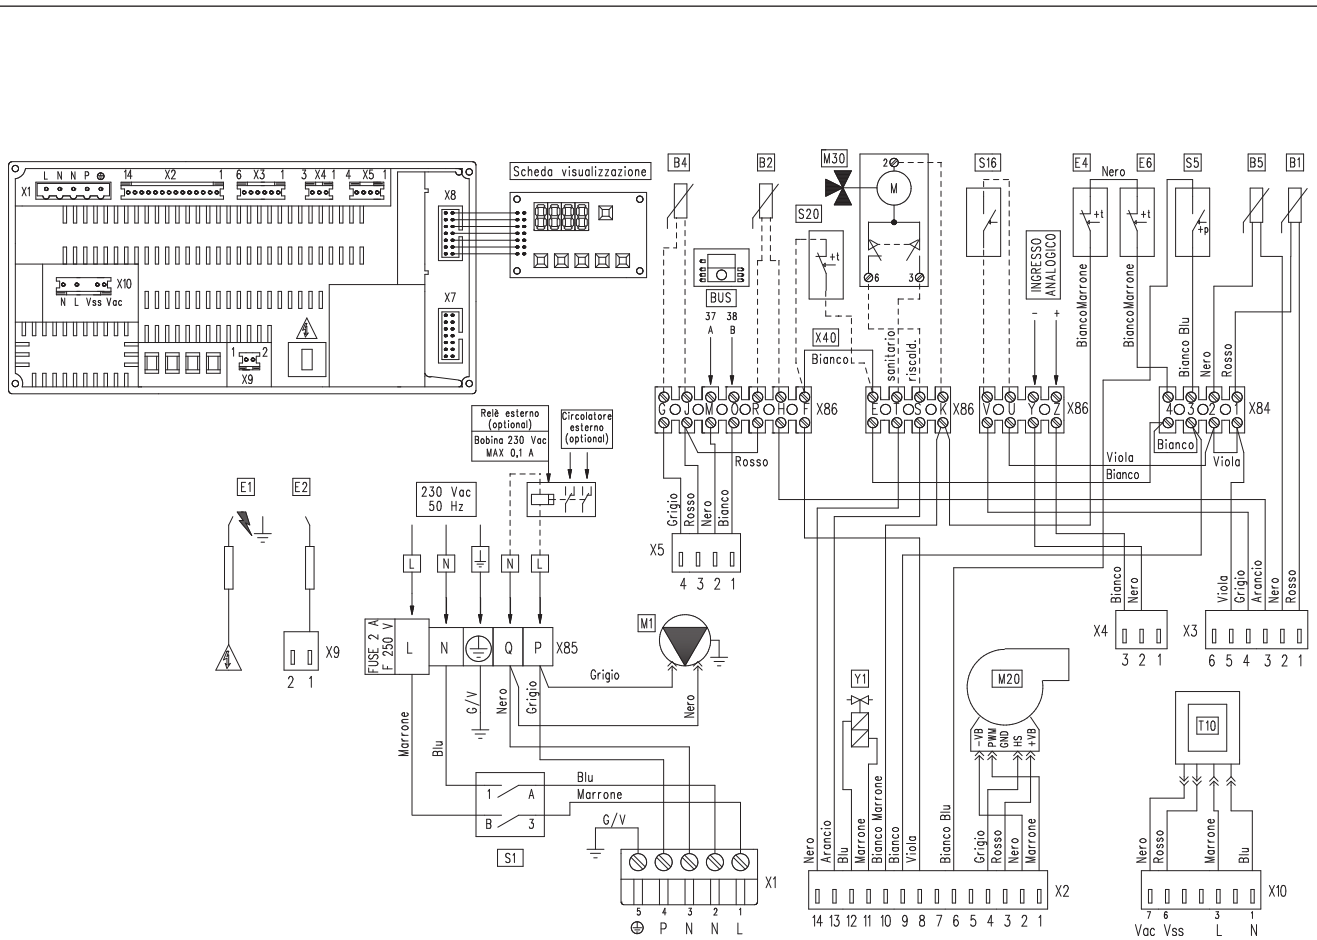 L N N P
14 X2 1
6 X3 1
3 X4 1
4 X5 1
X1
X8
X10
N L Vss Vac
X7
1 2
X9
Scheda visualizzazione
B4
B2
M30
2
M
6 3
S20
+t
S16
E4
Nero
E6
S5
B5
B1
+t
+t
+p
BUS
37 38
A B
INGRESSO
ANALOGICO
- +
BiancoMarrone
BiancoMarrone
Bianco Blu
Nero
Rosso
X40
Bianco
sanitario
riscald.
G J M O R H F X86
E T S K X86
V U Y Z X86
4 3 2 1 X84
Rosso
Viola
Bianco
Bianco
Viola
Grigio
Rosso
Nero
Bianco
X5
4 3 2 1
Relè esterno
(optional)
Bobina 230 Vac
MAX 0,1 A
Circolatore
esterno
(optional)
E1
E2
230 Vac
50 Hz
L N N L
X9
2 1
FUSE 2 A
F 250 V
L N Q P X85
M1
Grigio
Nero
Marrone
Blu
G/V
Nero
Grigio
1 A
B 3
S1
Blu
Marrone
G/V
X1
5 4 3 2 1
P N N L
Y1
M20
-VB
PWM
GND
HS
+VB
Nero
Arancio
Blu
Marrone
Bianco Marrone
Bianco
Viola
Bianco Blu
Grigio
Rosso
Nero
Marrone
X2
14 13 12 11 10 9 8 7 6 5 4 3 2 1
Bianco
Nero
X4
3 2 1
Viola
Grigio
Arancio
Nero
Rosso
X3
6 5 4 3 2 1
T10
Nero
Rosso
Marrone
Blu
X10
7 6 3 1
Vac Vss L N